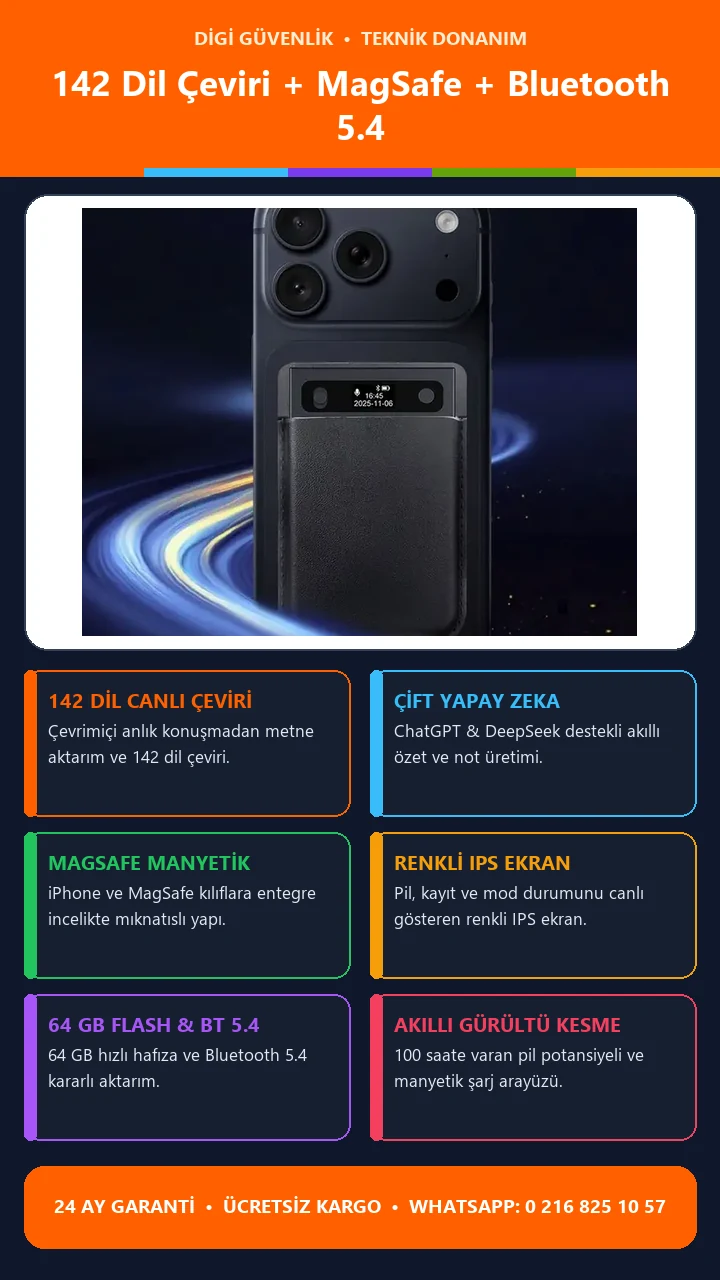 DİGİ GÜVENLİK • TEKNİK DONANIM
142 Dil Çeviri + MagSafe + Bluetooth
5.4
16:45
2025-11-06
142 DİL CANLI ÇEVİRİ
Çevrimiçi anlık konuşmadan metne
aktarım ve 142 dil çeviri.
ÇİFT YAPAY ZEKA
ChatGPT & DeepSeek destekli akıllı
özet ve not üretimi.
MAGSAFE MANYETİK
iPhone ve MagSafe kılıflara entegre
incelikte mıknatıslı yapı.
RENKLİ IPS EKRAN
Pil, kayıt ve mod durumunu canlı
gösteren renkli IPS ekran.
64 GB FLASH & BT 5.4
64 GB hızlı hafıza ve Bluetooth 5.4
kararlı aktarım.
AKILLI GÜRÜLTÜ KESME
100 saate varan pil potansiyeli ve
manyetik şarj arayüzü.
24 AY GARANTİ • ÜCRETSİZ KARGO • WHATSAPP: 0 216 825 10 57